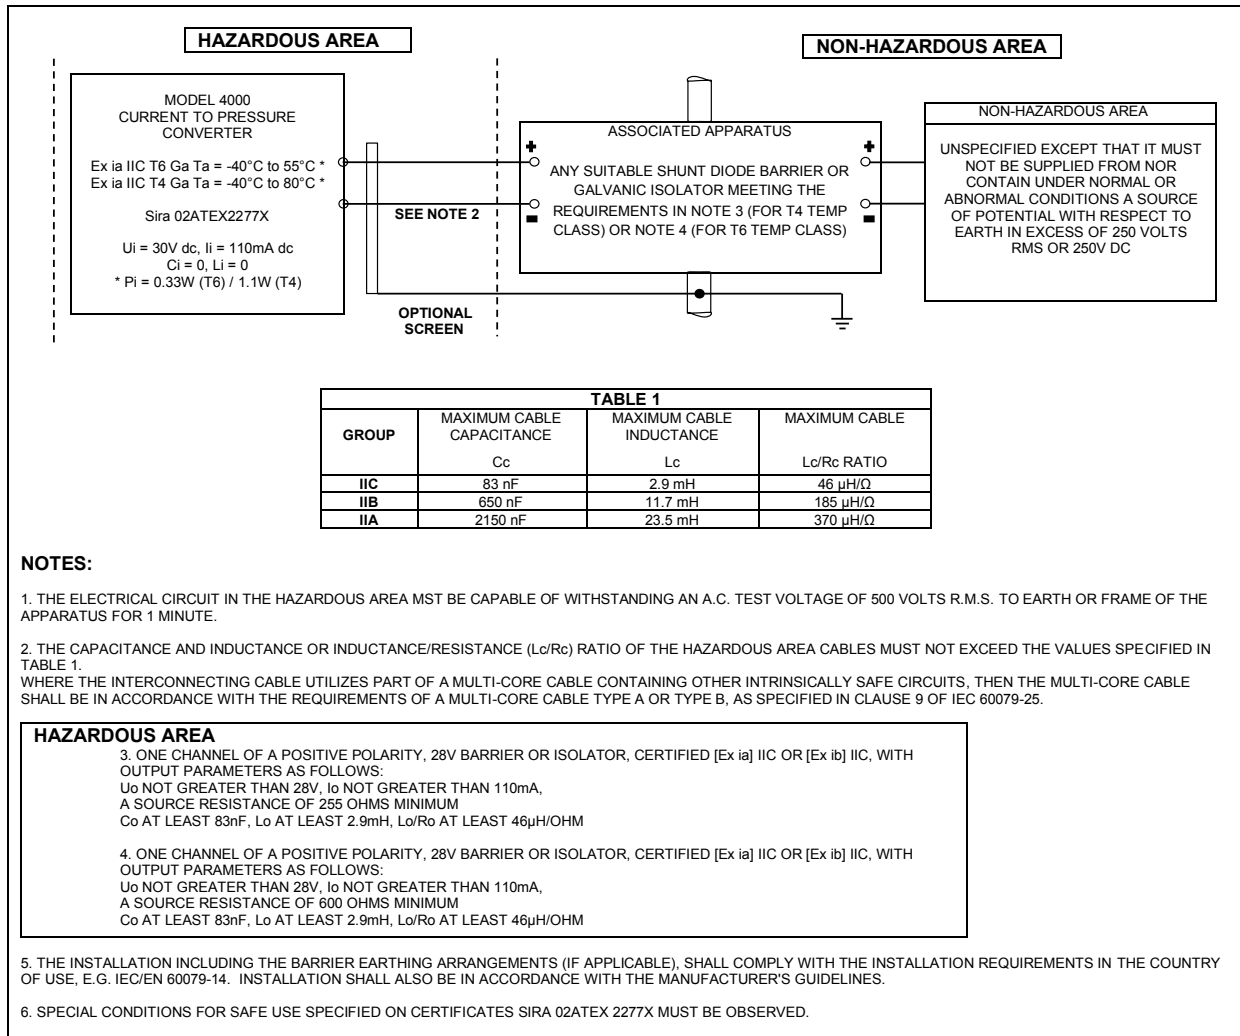 HAZARDOUS AREA
NON-HAZARDOUS AREA
MODEL 4000
CURRENT TO PRESSURE
CONVERTER
Ex ia IIC T6 Ga Ta = -40°C to 55°C *
Ex ia IIC T4 Ga Ta = -40°C to 80°C *
Sira 02ATEX2277X
Ui = 30V dc, Ii = 110mA dc
Ci = 0, Li = 0
* Pi = 0.33W (T6) / 1.1W (T4)
SEE NOTE 2
OPTIONAL
SCREEN
ASSOCIATED APPARATUS
+
+
ANY SUITABLE SHUNT DIODE BARRIER OR
GALVANIC ISOLATOR MEETING THE
REQUIREMENTS IN NOTE 3 (FOR T4 TEMP
CLASS) OR NOTE 4 (FOR T6 TEMP CLASS)
-
-
NON-HAZARDOUS AREA
UNSPECIFIED EXCEPT THAT IT MUST
NOT BE SUPPLIED FROM NOR
CONTAIN UNDER NORMAL OR
ABNORMAL CONDITIONS A SOURCE
OF POTENTIAL WITH RESPECT TO
EARTH IN EXCESS OF 250 VOLTS
RMS OR 250V DC
TABLE 1
GROUP MAXIMUM CABLE CAPACITANCE Cc MAXIMUM CABLE INDUCTANCE Lc MAXIMUM CABLE Lc/Rc RATIO
IIC 83 nF 2.9 mH 46 µH/Ω
IIB 650 nF 11.7 mH 185 µH/Ω
IIA 2150 nF 23.5 mH 370 µH/Ω
NOTES:
1. THE ELECTRICAL CIRCUIT IN THE HAZARDOUS AREA MST BE CAPABLE OF WITHSTANDING AN A.C. TEST VOLTAGE OF 500 VOLTS R.M.S. TO EARTH OR FRAME OF THE
APPARATUS FOR 1 MINUTE.
2. THE CAPACITANCE AND INDUCTANCE OR INDUCTANCE/RESISTANCE (Lc/Rc) RATIO OF THE HAZARDOUS AREA CABLES MUST NOT EXCEED THE VALUES SPECIFIED IN
TABLE 1.
WHERE THE INTERCONNECTING CABLE UTILIZES PART OF A MULTI-CORE CABLE CONTAINING OTHER INTRINSICALLY SAFE CIRCUITS, THEN THE MULTI-CORE CABLE
SHALL BE IN ACCORDANCE WITH THE REQUIREMENTS OF A MULTI-CORE CABLE TYPE A OR TYPE B, AS SPECIFIED IN CLAUSE 9 OF IEC 60079-25.
HAZARDOUS AREA
3. ONE CHANNEL OF A POSITIVE POLARITY, 28V BARRIER OR ISOLATOR, CERTIFIED [Ex ia] IIC OR [Ex ib] IIC, WITH
OUTPUT PARAMETERS AS FOLLOWS:
Uo NOT GREATER THAN 28V, Io NOT GREATER THAN 110mA,
A SOURCE RESISTANCE OF 255 OHMS MINIMUM
Co AT LEAST 83nF, Lo AT LEAST 2.9mH, Lo/Ro AT LEAST 46µH/OHM
4. ONE CHANNEL OF A POSITIVE POLARITY, 28V BARRIER OR ISOLATOR, CERTIFIED [Ex ia] IIC OR [Ex ib] IIC, WITH
OUTPUT PARAMETERS AS FOLLOWS:
Uo NOT GREATER THAN 28V, Io NOT GREATER THAN 110mA,
A SOURCE RESISTANCE OF 600 OHMS MINIMUM
Co AT LEAST 83nF, Lo AT LEAST 2.9mH, Lo/Ro AT LEAST 46µH/OHM
5. THE INSTALLATION INCLUDING THE BARRIER EARTHING ARRANGEMENTS (IF APPLICABLE), SHALL COMPLY WITH THE INSTALLATION REQUIREMENTS IN THE COUNTRY
OF USE, E.G. IEC/EN 60079-14. INSTALLATION SHALL ALSO BE IN ACCORDANCE WITH THE MANUFACTURER'S GUIDELINES.
6. SPECIAL CONDITIONS FOR SAFE USE SPECIFIED ON CERTIFICATES SIRA 02ATEX 2277X MUST BE OBSERVED.